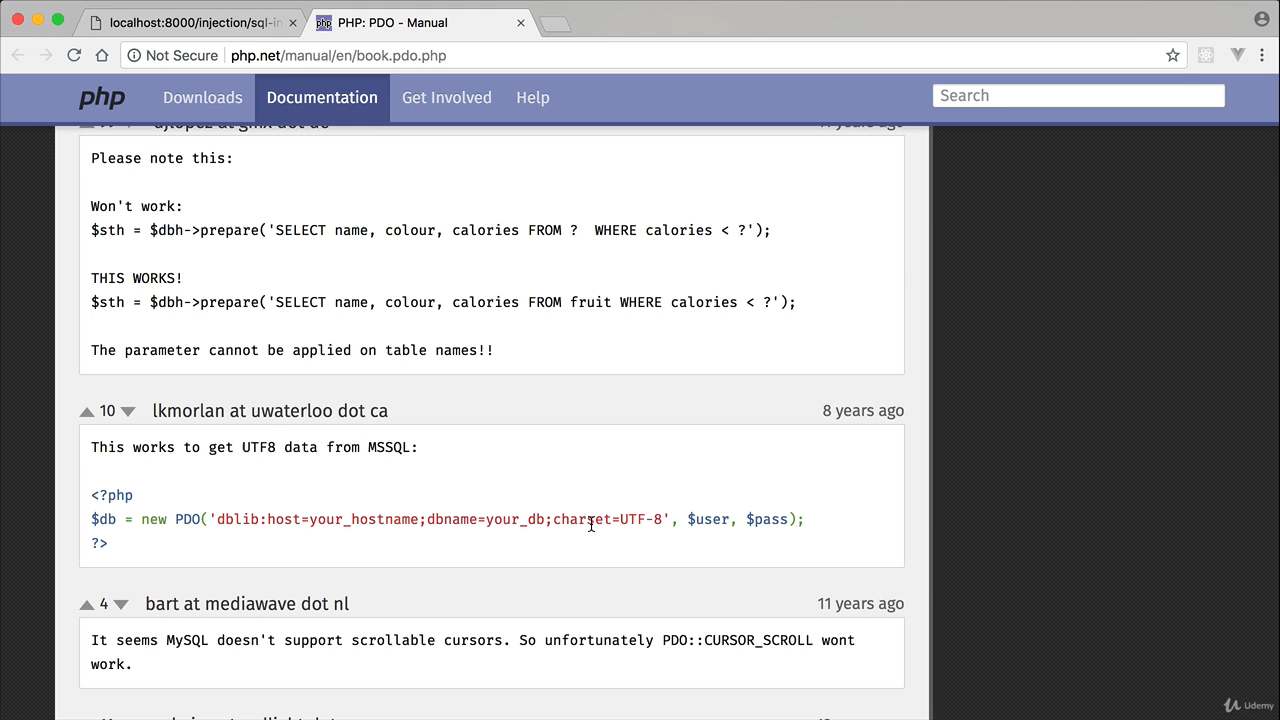 localhost:8000/injection/sql-in
php PHP: PDO - Manual
Not Secure php.net/manual/en/book.pdo.php
php Downloads Documentation Get Involved Help Search
Please note this:
Won't work:
$sth = $dbh->prepare('SELECT name, colour, calories FROM ?  WHERE calories < ?');
THIS WORKS!
$sth = $dbh->prepare('SELECT name, colour, calories FROM fruit WHERE calories < ?');
The parameter cannot be applied on table names!!
10 lkmorlan at uwaterloo dot ca 8 years ago
This works to get UTF8 data from MSSQL:
<?php
$db = new PDO('dblib:host=your_hostname;dbname=your_db;charset=UTF-8', $user, $pass);
?>
4 bart at mediawave dot nl 11 years ago
It seems MySQL doesn't support scrollable cursors. So unfortunately PDO::CURSOR_SCROLL wont
work.
Udemy